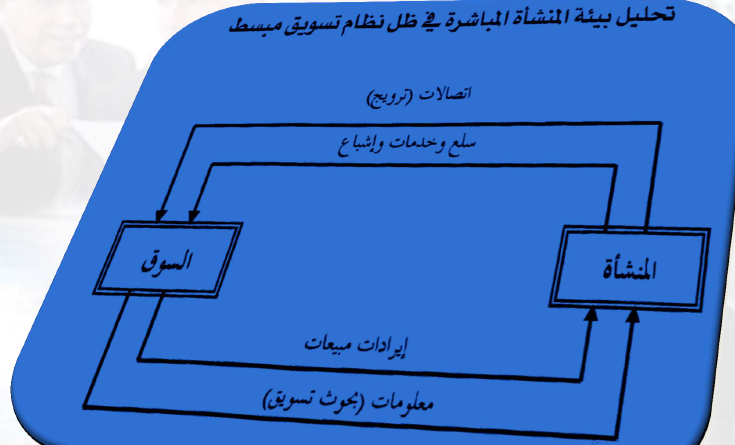 تحليل بيئة المنشأة المباشرة في ظل نظام تسويق مبسط
اتصالات (ترويج)
سلع وخدمات وإشباع
المنشأة
السوق
إيرادات مبيعات
معلومات (بحوث تسويق)